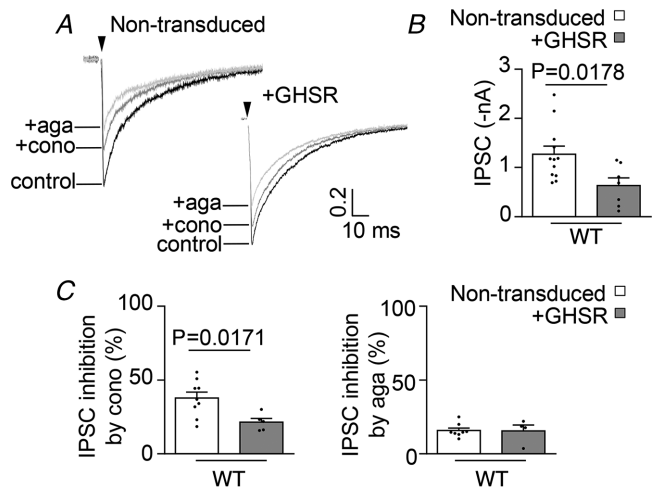 A
Non-transduced
+aga
+cono
control
+GHSR
+aga
+cono
control
0.2
10 ms
B
Non-transduced
+GHSR
3
2
1
0
IPSC (-nA)
P=0.0178
WT
C
100
50
0
IPSC inhibition
by cono (%)
P=0.0171
WT
Non-transduced
+GHSR
100
50
0
IPSC inhibition
by aga (%)
WT